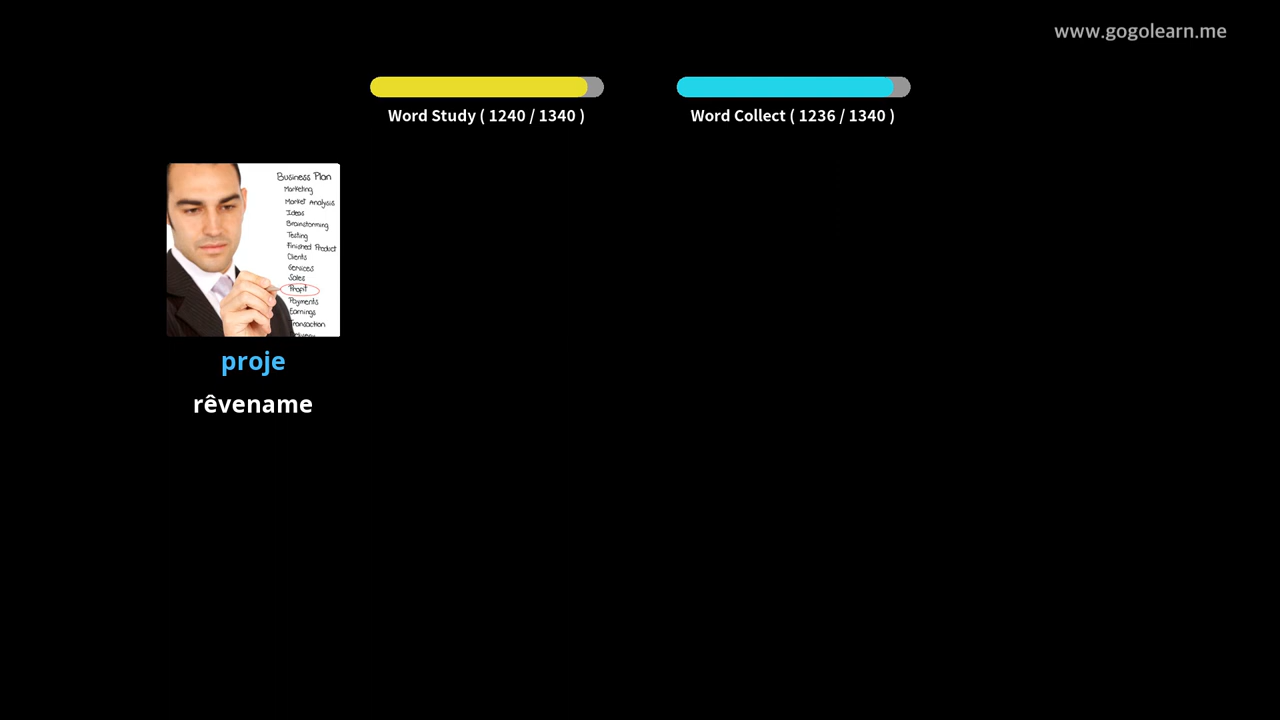 www.gogolearn.me
Word Study ( 1240 / 1340 )
Word Collect ( 1236 / 1340 )
Business Plan
Marketing
Market Analysis
Ideas
Brainstorming
Testing
Finished Product
Clients
Services
Sales
Profit
Payments
Earnings
Transaction
proje
rêvename